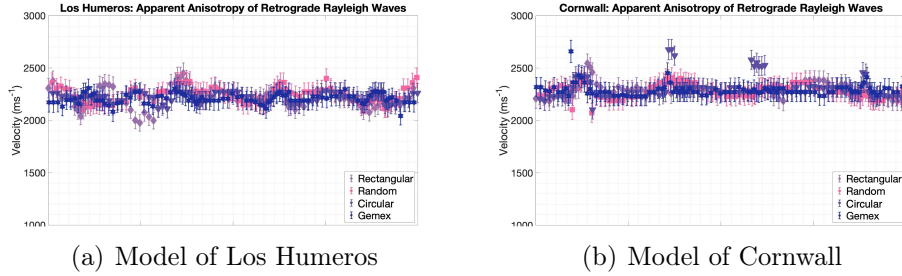 Los Humeros: Apparent Anisotropy of Retrograde Rayleigh Waves
3000
2500
2000
1500
1000
Velocity (ms⁻¹)
Rectangular
Random
Circular
Gemex
(a) Model of Los Humeros
Cornwall: Apparent Anisotropy of Retrograde Rayleigh Waves
3000
2500
2000
1500
1000
Velocity (ms⁻¹)
Rectangular
Random
Circular
Gemex
(b) Model of Cornwall